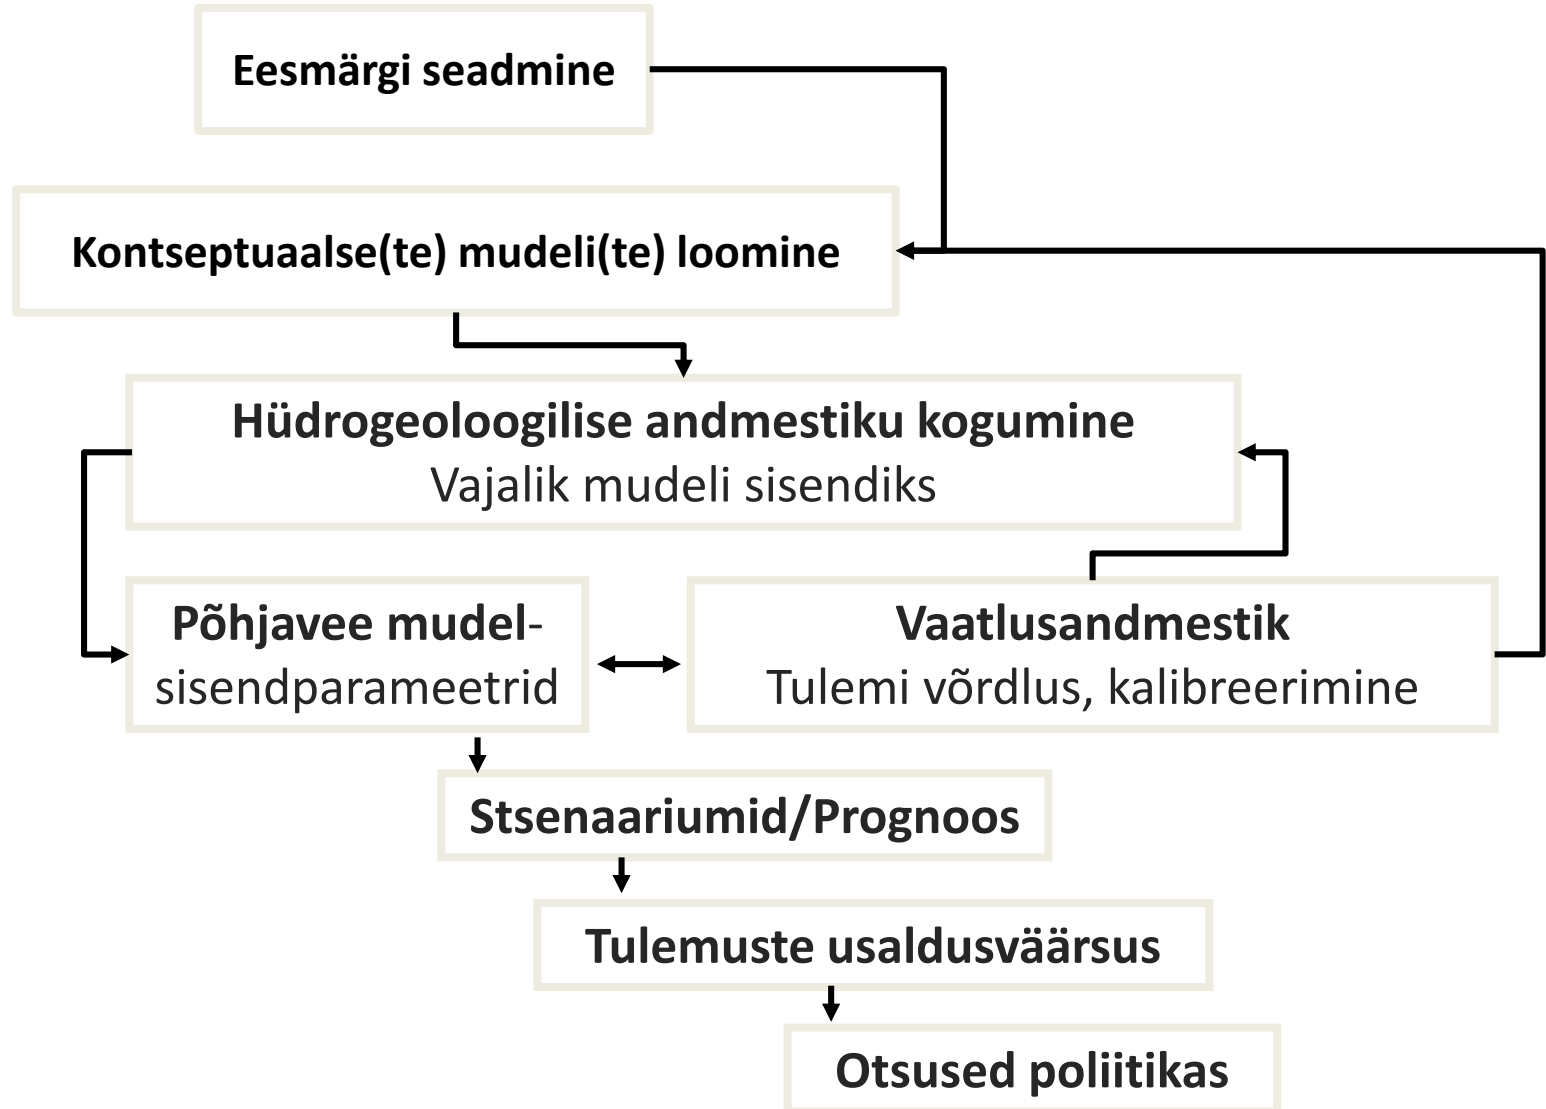 Eesmärgi seadmine
Kontseptuaalse(te) mudeli(te) loomine
Hüdrogeoloogilise andmestiku kogumine
Vajalik mudeli sisendiks
Põhjavee mudel-
sisendparameetrid
Vaatlusandmestik
Tulemi võrdlus, kalibreerimine
Stsenaariumid/Prognoos
Tulemuste usaldusväärsus
Otsused poliitikas